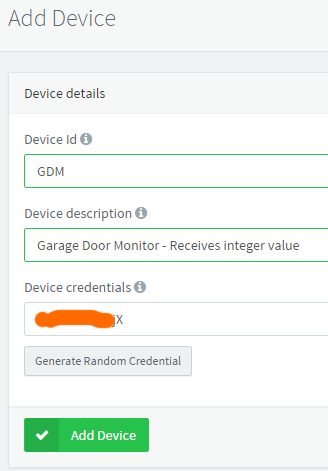 Add Device
Device details
Device Id
GDM
Device description
Garage Door Monitor - Receives integer value
Device credentials
X
Generate Random Credential
Add Device